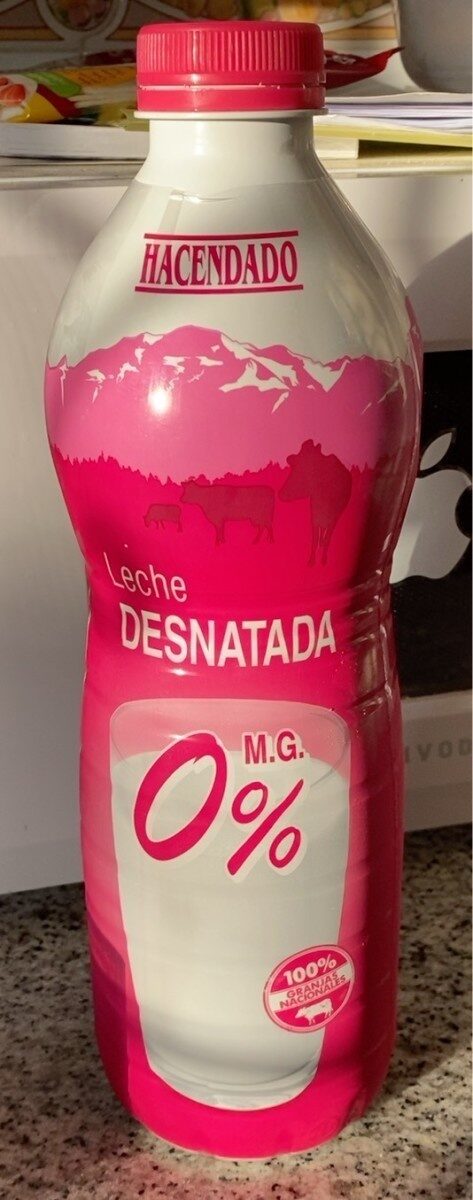 HACENDADO
Leche
DESNATADA
0%
M.G.
100%
GRANJAS
NACIONALES